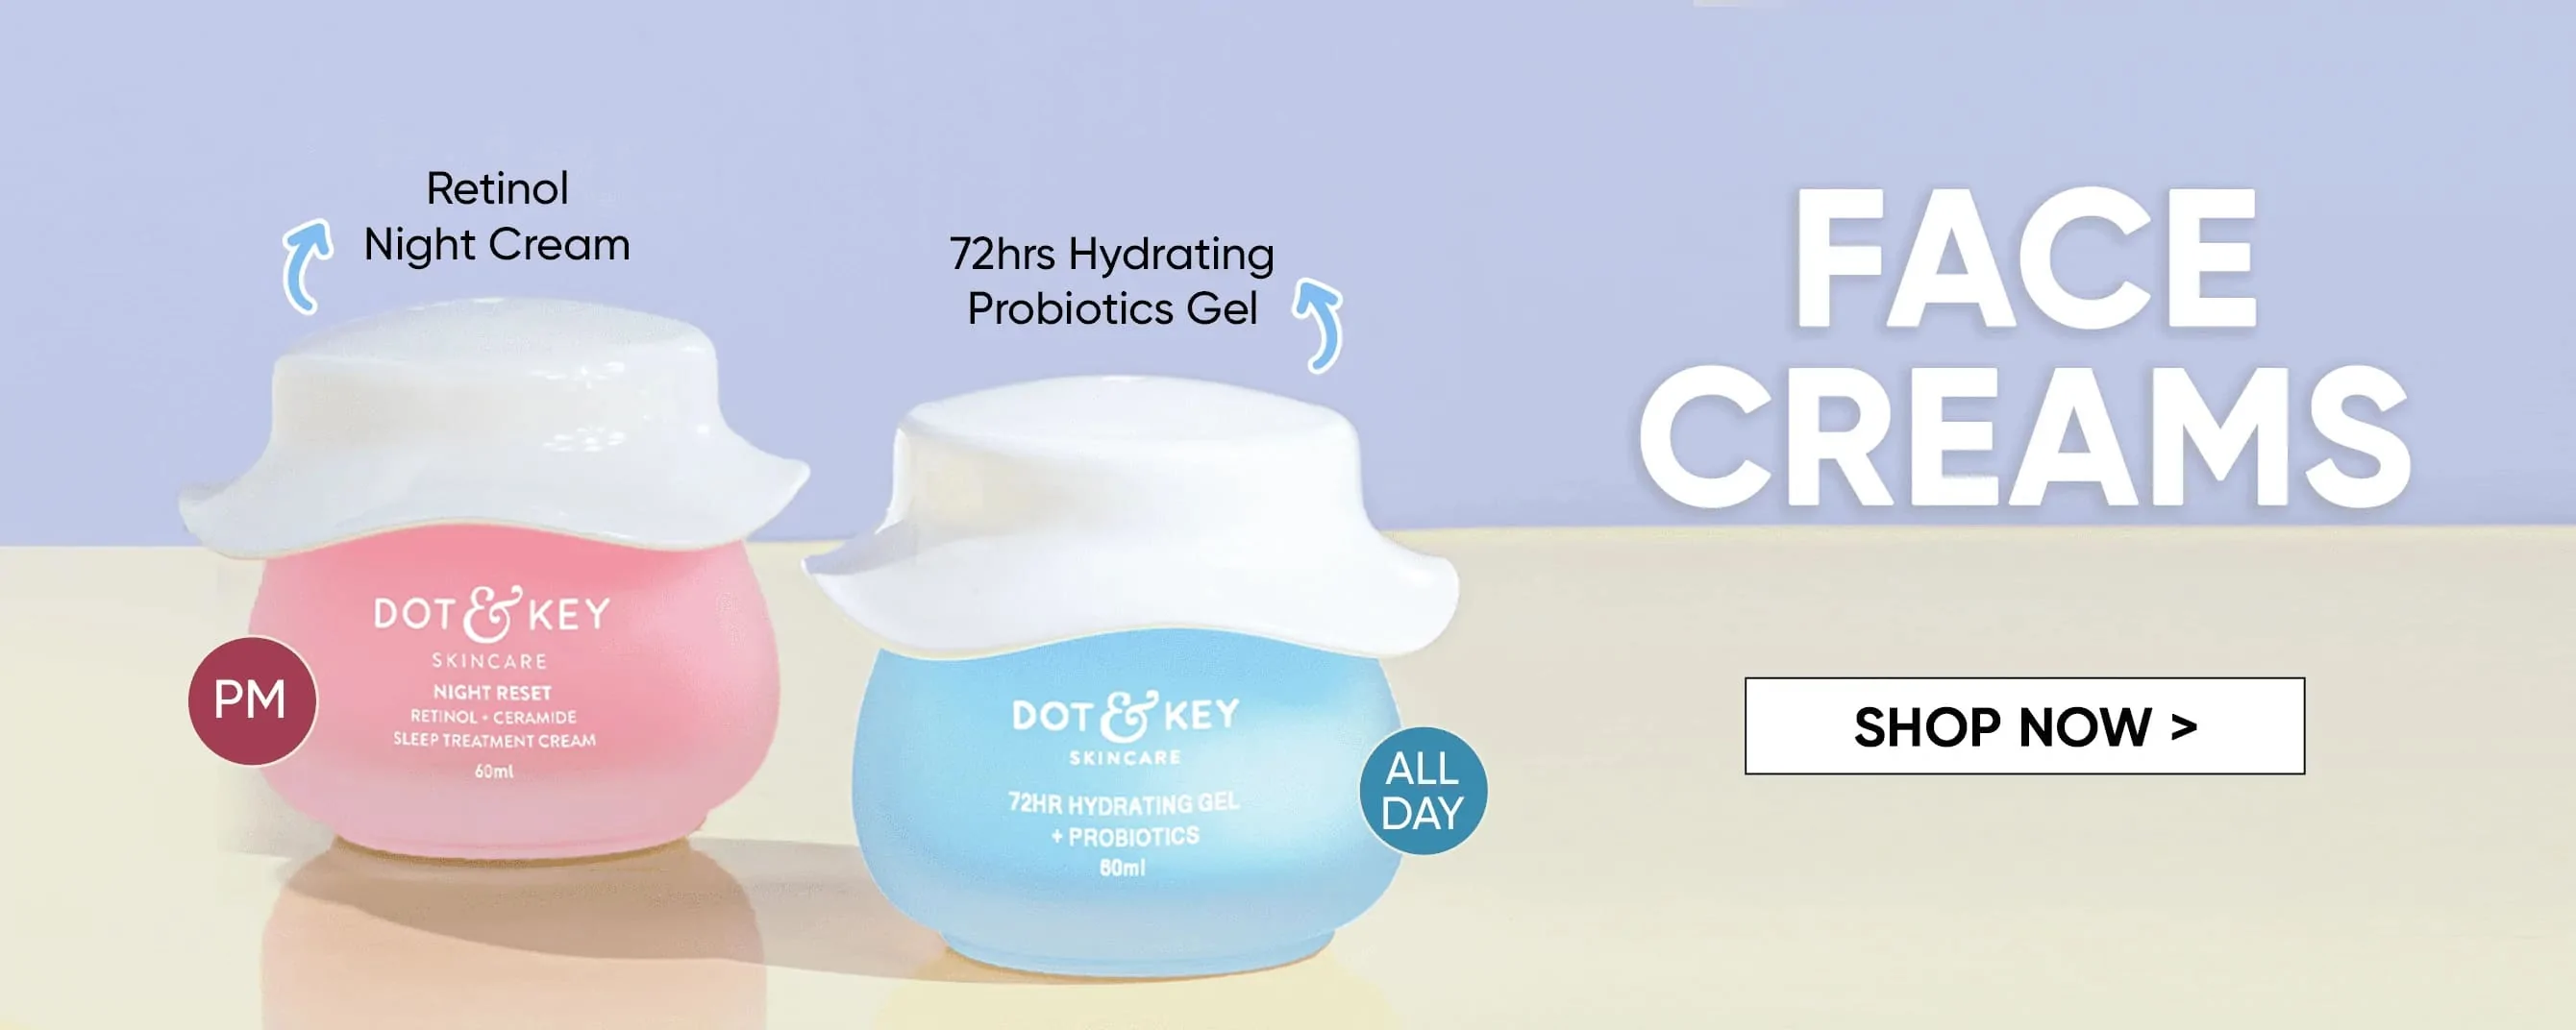 Retinol
Night Cream
72hrs Hydrating
Probiotics Gel
FACE
CREAMS
DOT & KEY
SKINCARE
NIGHT RESET
RETINOL + CERAMIDE
SLEEP TREATMENT CREAM
60ml
PM
DOT & KEY
SKINCARE
72HR HYDRATING GEL
+ PROBIOTICS
60ml
ALL
DAY
SHOP NOW >